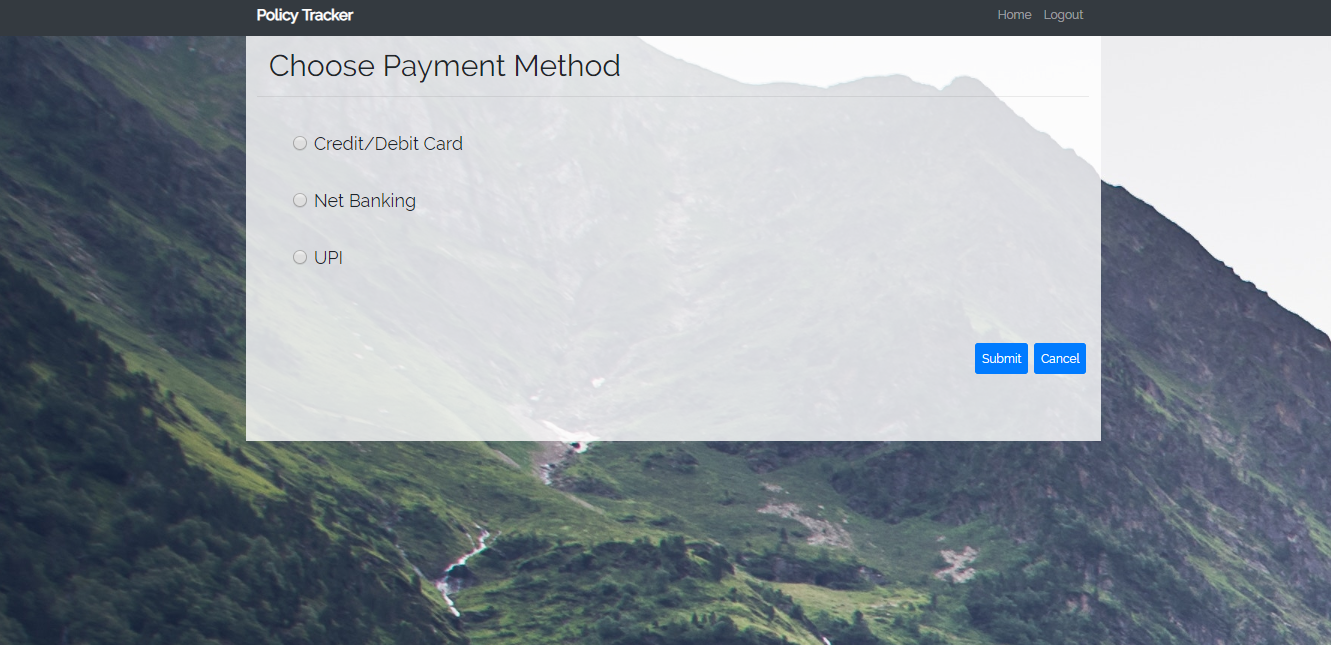 Policy Tracker Home Logout
Choose Payment Method
Credit/Debit Card
Net Banking
UPI
Submit Cancel